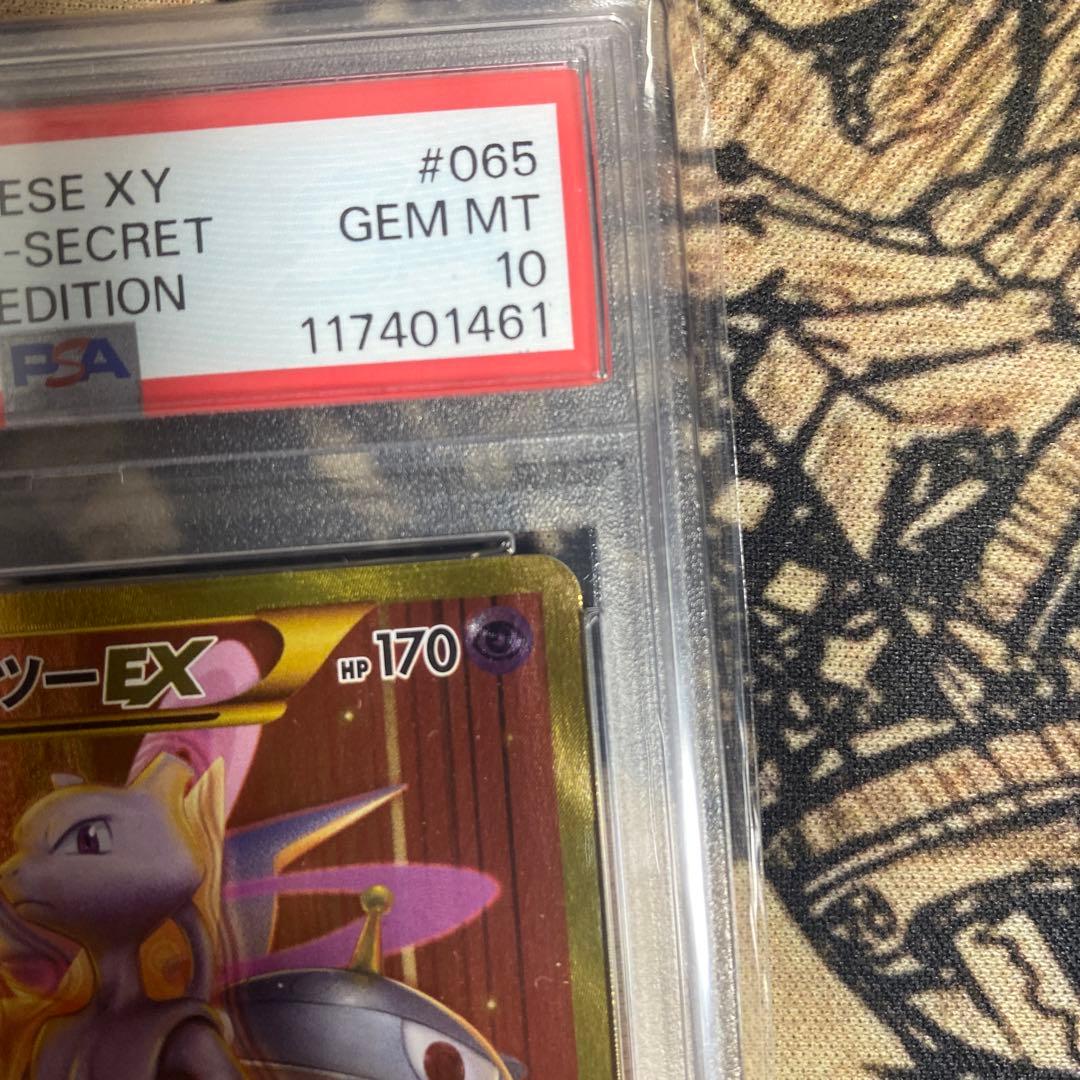 ESE XY #065
-SECRET GEM MT
EDITION 10
PSA 117401461
ツーEX HP 170